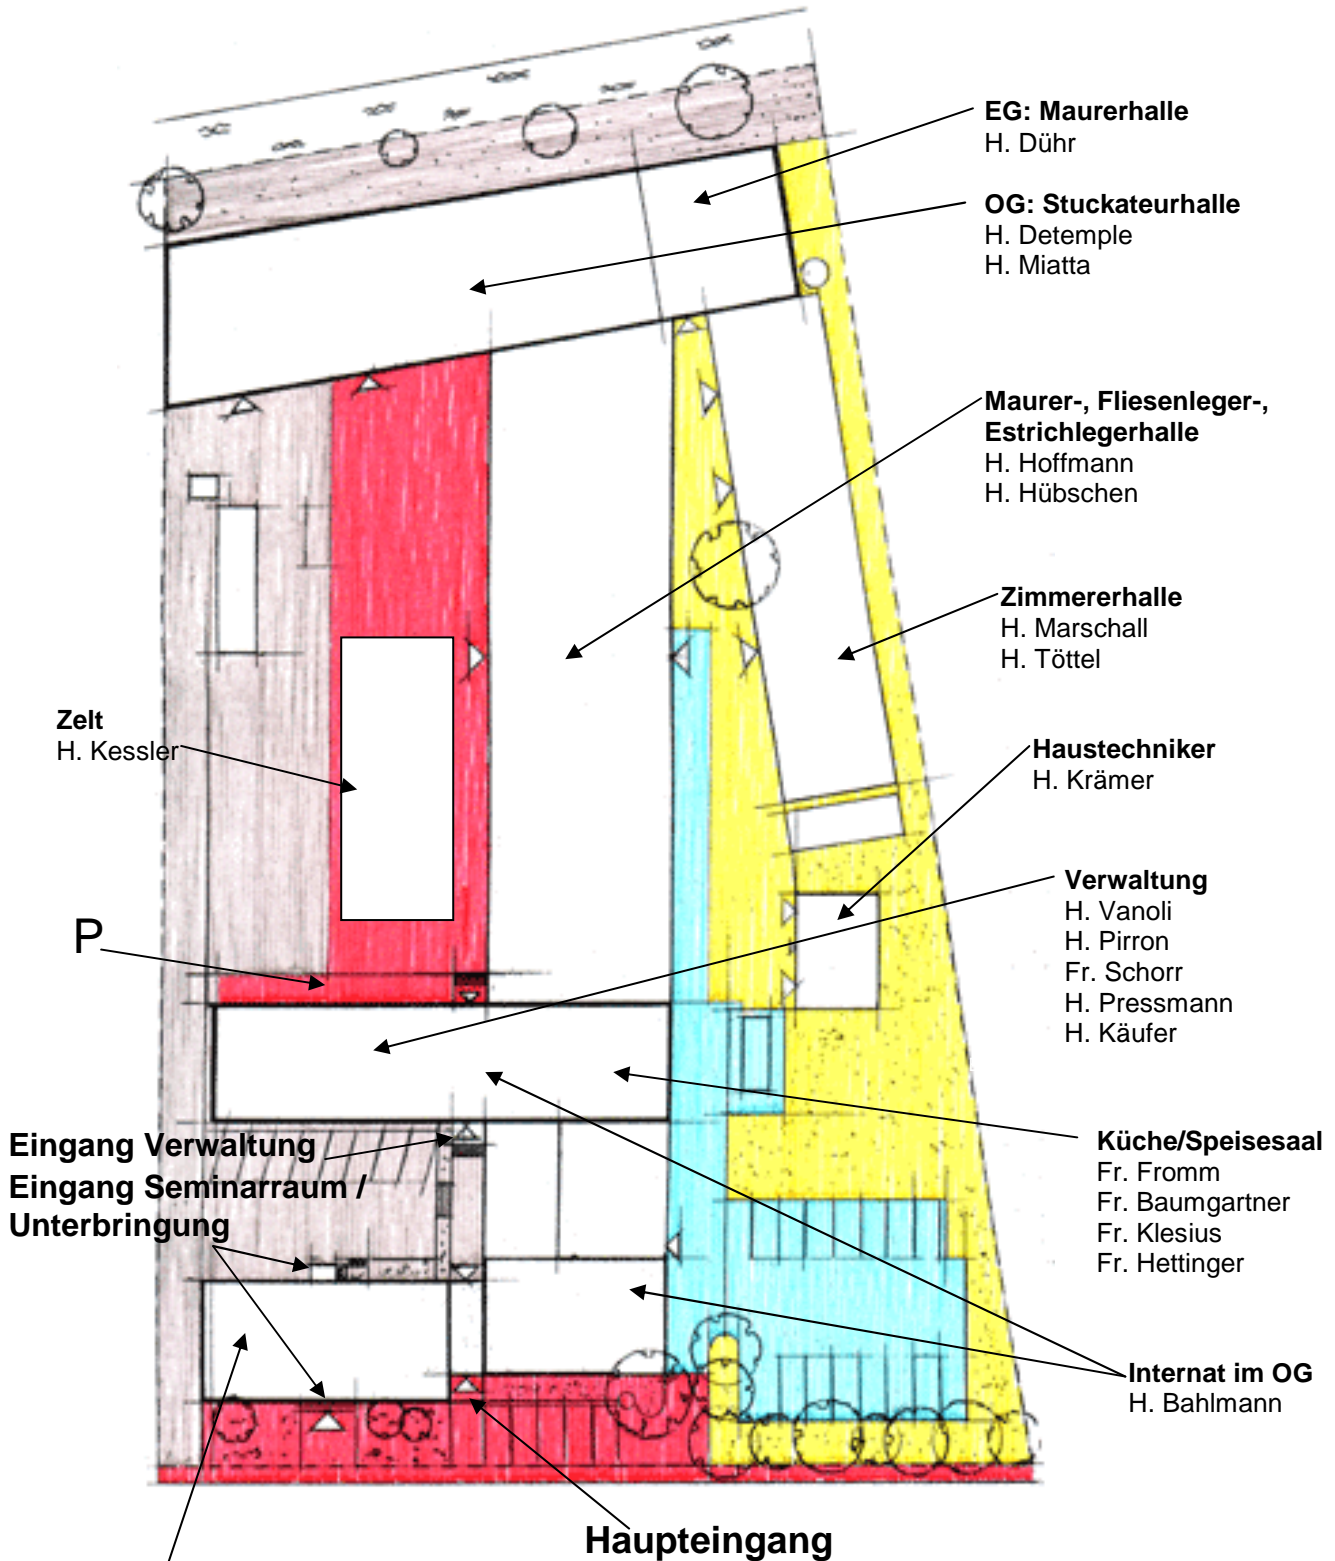 EG: Maurerhalle
H. Dühr
OG: Stuckateurhalle
H. Detemple
H. Miatta
Maurer-, Fliesenleger-,
Estrichlegerhalle
H. Hoffmann
H. Hübschen
Zimmererhalle
H. Marschall
H. Töttel
Zelt
H. Kessler
Haustechniker
H. Krämer
Verwaltung
H. Vanoli
H. Pirron
Fr. Schorr
H. Pressmann
H. Käufer
P
Eingang Verwaltung
Eingang Seminarraum /
Unterbringung
Küche/Speisesaal
Fr. Fromm
Fr. Baumgartner
Fr. Klesius
Fr. Hettinger
Internat im OG
H. Bahlmann
Haupteingang